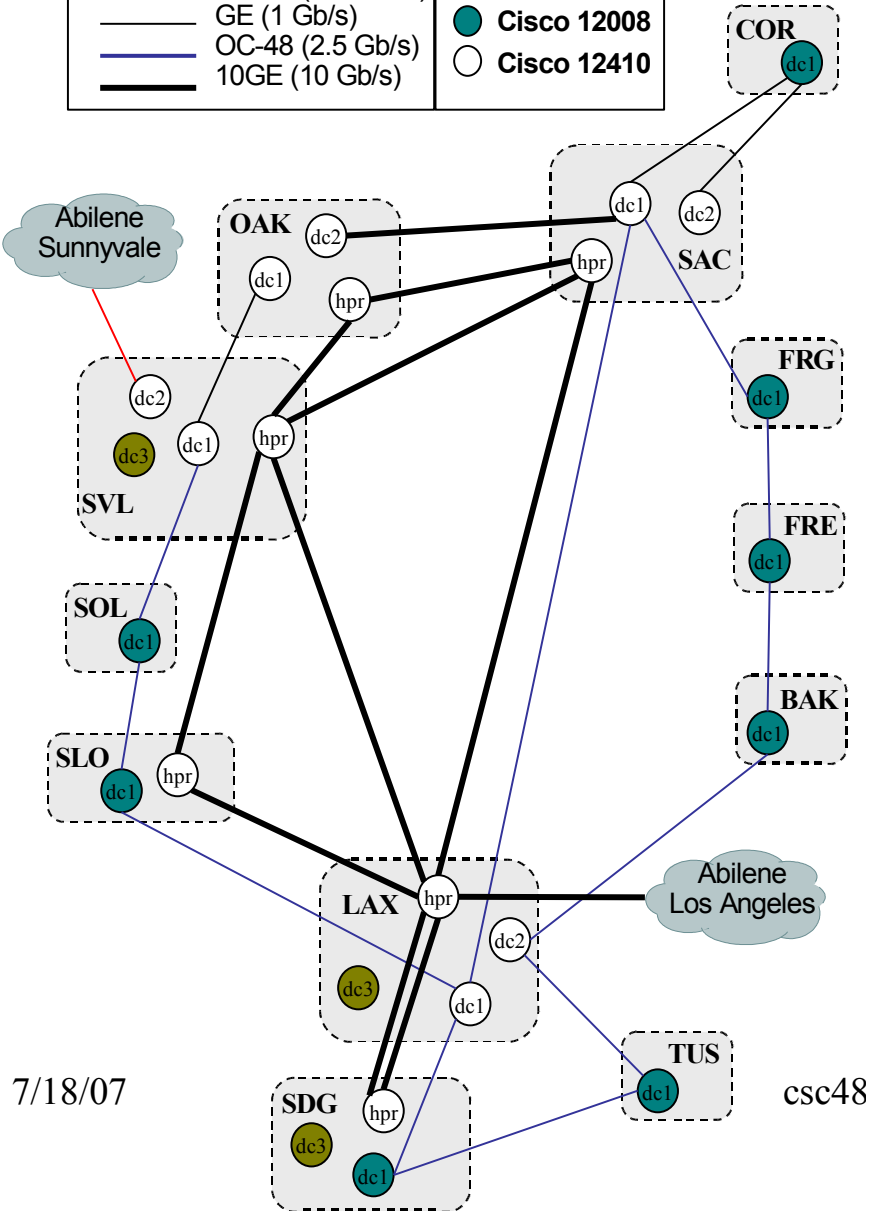 GE (1 Gb/s)
OC-48 (2.5 Gb/s)
10GE (10 Gb/s)
Cisco 12008
Cisco 12410
COR
dc1
Abilene
Sunnyvale
OAK
dc2
dc1
hpr
dc1
dc2
hpr
SAC
FRG
dc1
dc2
dc3
dc1
hpr
SVL
FRE
dc1
SOL
dc1
BAK
dc1
SLO
dc1
hpr
Abilene
Los Angeles
LAX
hpr
dc2
dc3
dc1
TUS
dc1
7/18/07
csc48
SDG
hpr
dc3
dc1